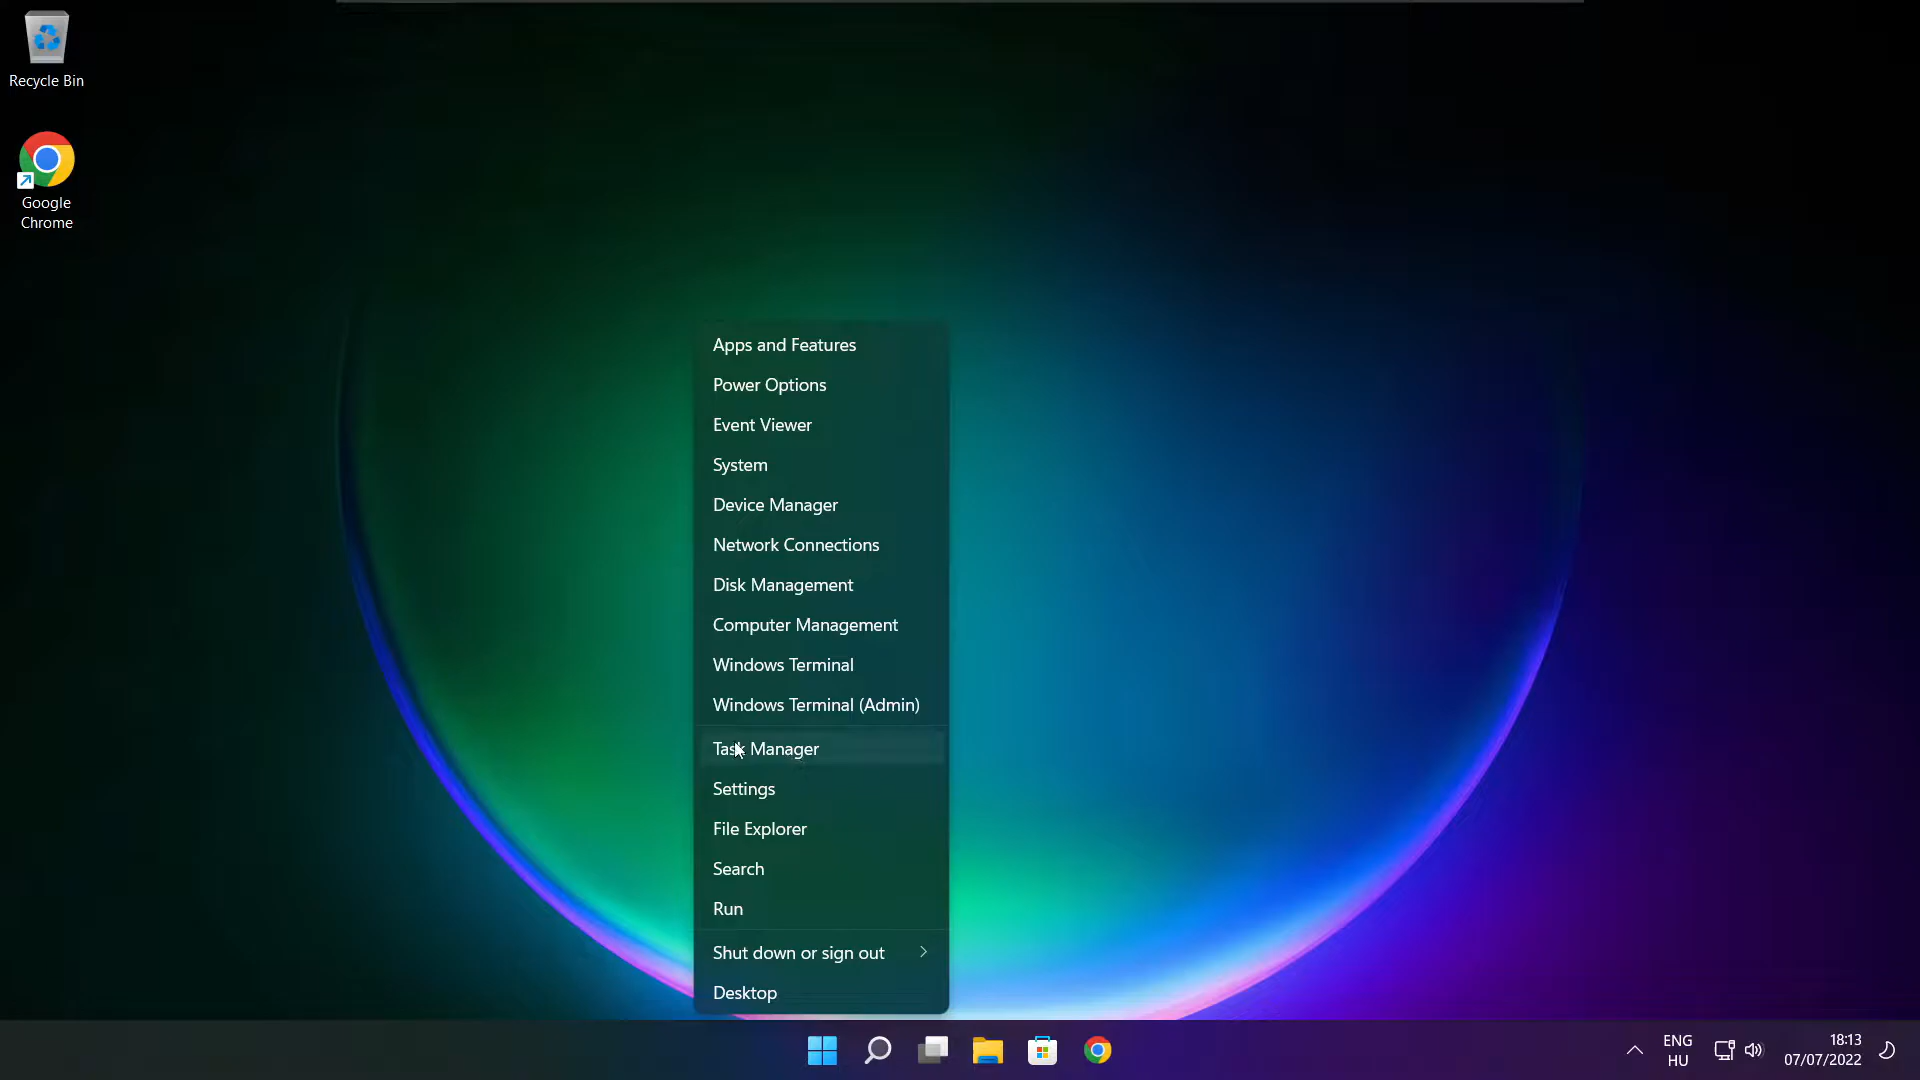 Recycle Bin
Google
Chrome
Apps and Features
Power Options
Event Viewer
System
Device Manager
Network Connections
Disk Management
Computer Management
Windows Terminal
Windows Terminal (Admin)
Task Manager
Settings
File Explorer
Search
Run
Shut down or sign out
Desktop
ENG
HU
18:13
07/07/2022